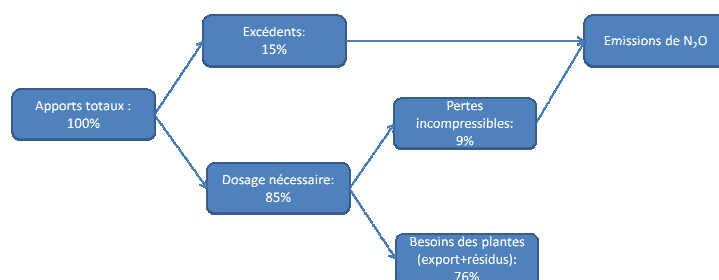 Excédents:
15%
Emissions de N₂O
Apports totaux :
100%
Pertes
incompressibles:
9%
Dosage nécessaire:
85%
Besoins des plantes
(export+résidus):
76%